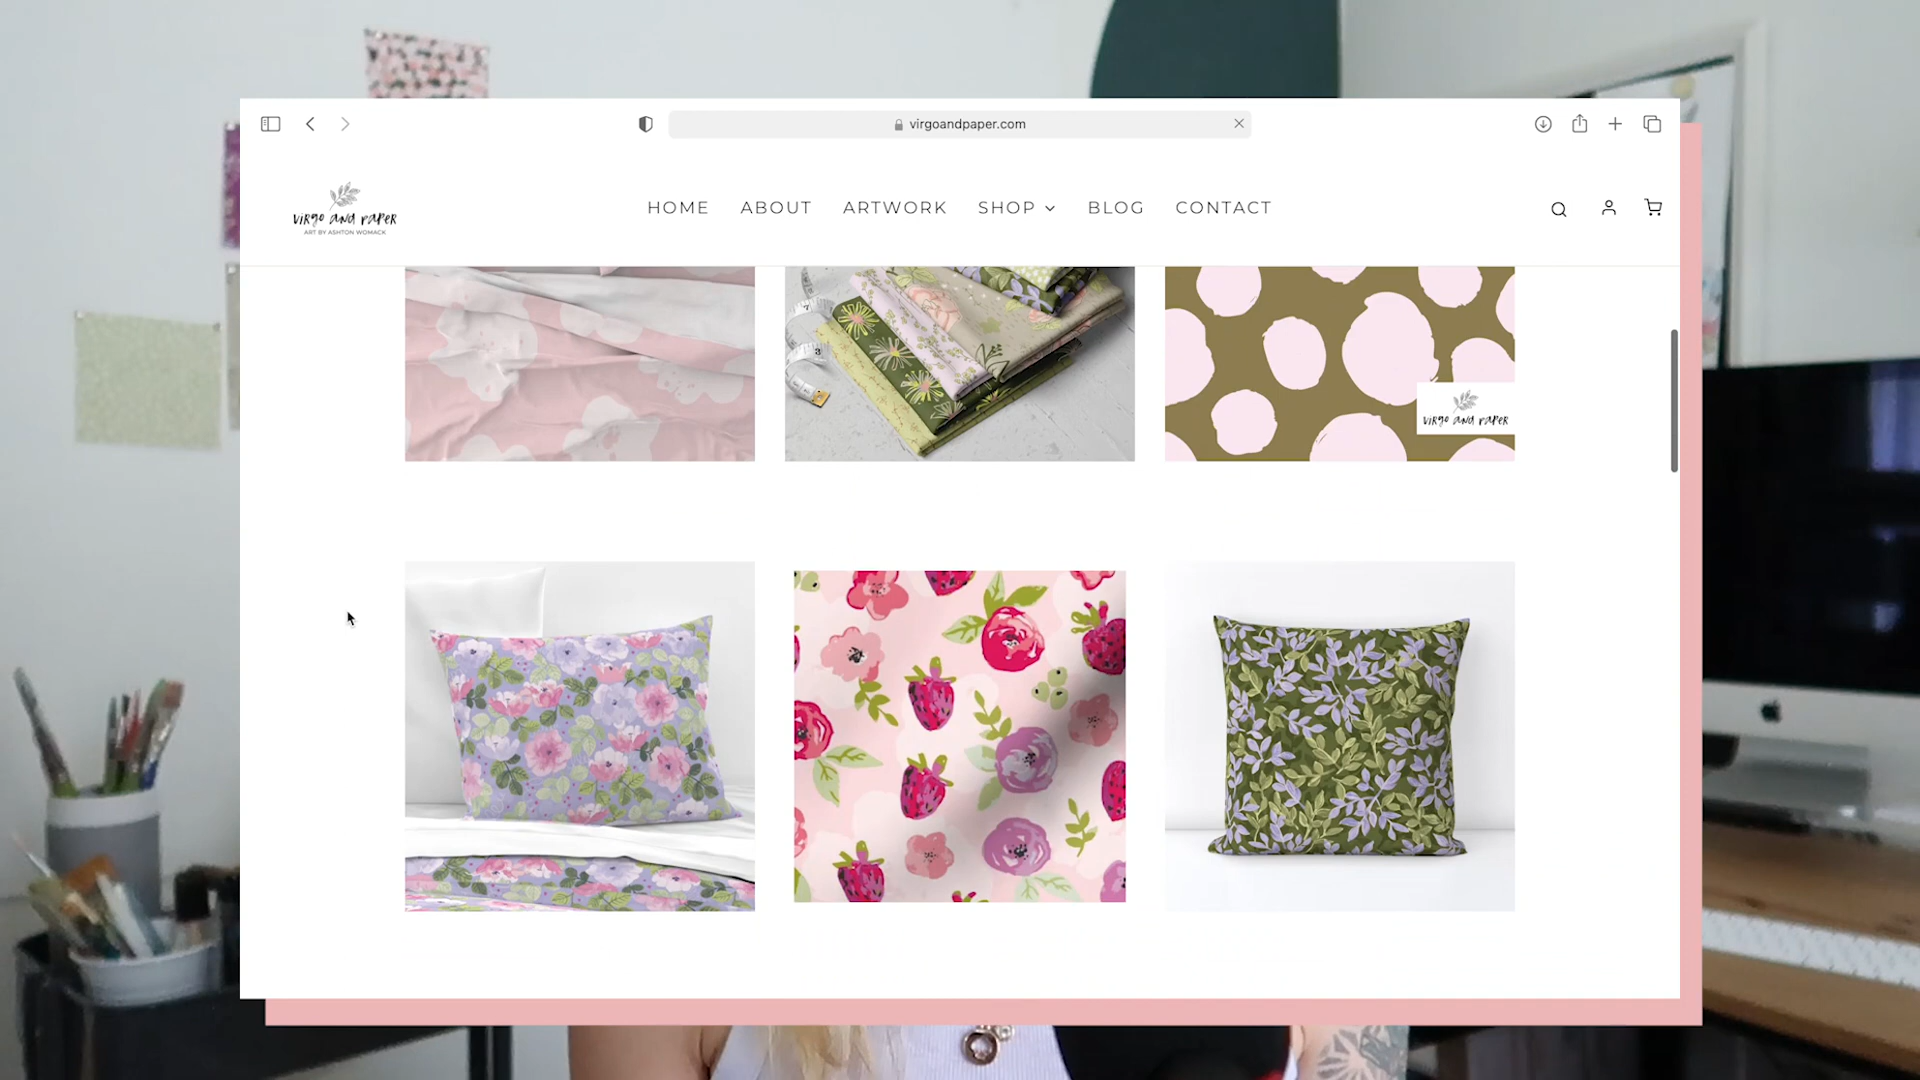 virgoandpaper.com
virgo and paper
ART BY ASHTON WOMACK
HOME ABOUT ARTWORK SHOP BLOG CONTACT
virgo and paper